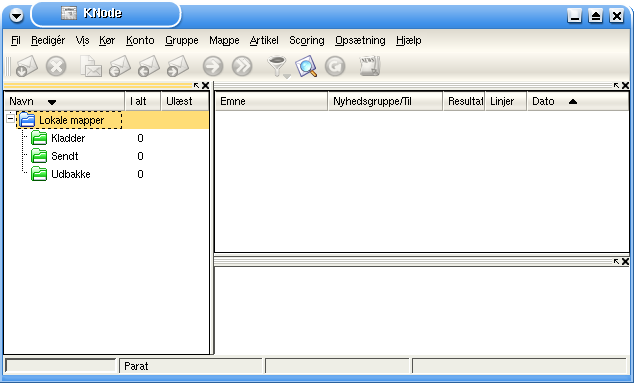 KNode
Fil Redigér Vis Kør Konto Gruppe Mappe Artikel Scoring Opsætning Hjælp
NEWS
Navn I alt Ulæst Emne Nyhedsgruppe/Til Resultat Linjer Dato
Lokale mapper
Kladder 0
Sendt 0
Udbakke 0
Parat